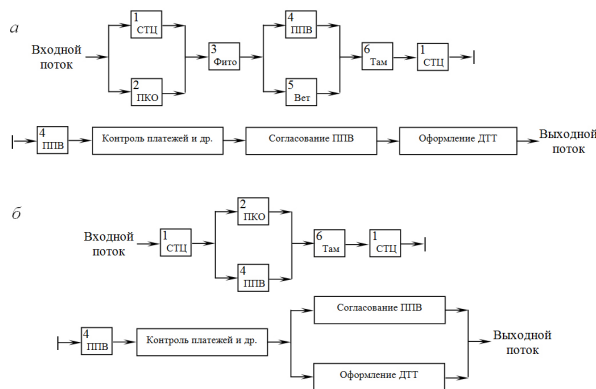 а
Входной
поток
1
СТЦ
2
ПКО
3
Фито
4
ППВ
5
Вет
6
Там
1
СТЦ
4
ППВ
Контроль платежей и др.
Согласование ППВ
Оформление ДТТ
Выходной
поток
б
Входной
поток
1
СТЦ
2
ПКО
4
ППВ
6
Там
1
СТЦ
4
ППВ
Контроль платежей и др.
Согласование ППВ
Оформление ДТТ
Выходной
поток